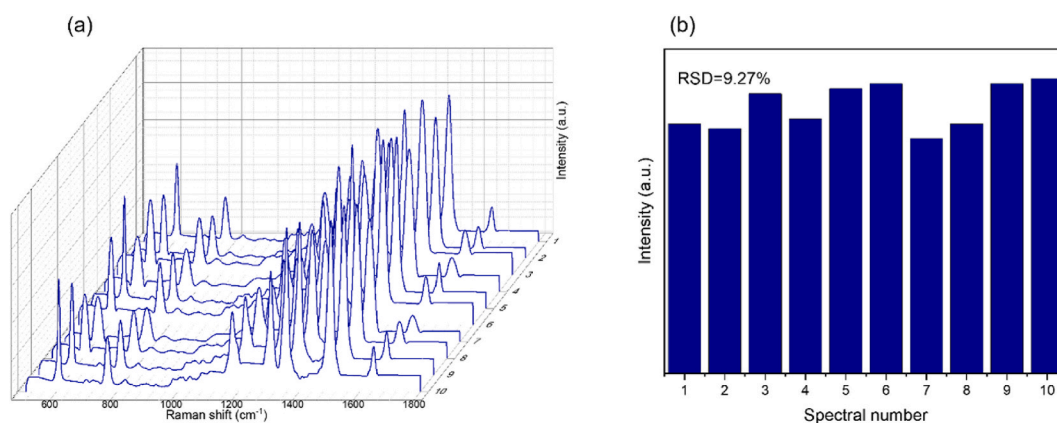 (a)
Intensity (a.u.)
1
2
3
4
5
6
7
8
9
10
600 800 1000 1200 1400 1600 1800
Raman shift (cm-1)
(b)
RSD=9.27%
Intensity (a.u.)
1 2 3 4 5 6 7 8 9 10
Spectral number